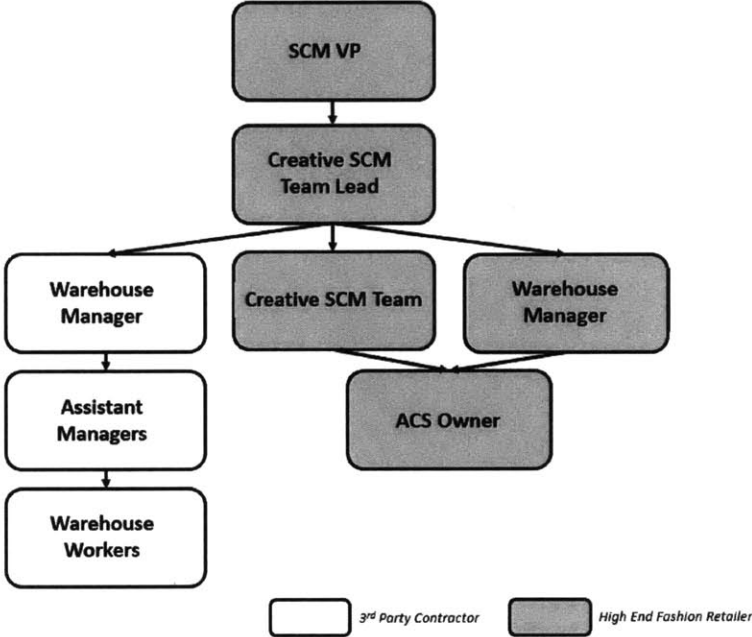 SCM VP
Creative SCM
Team Lead
Warehouse
Manager
Creative SCM Team
Warehouse
Manager
Assistant
Managers
ACS Owner
Warehouse
Workers
3rd Party Contractor
High End Fashion Retailer